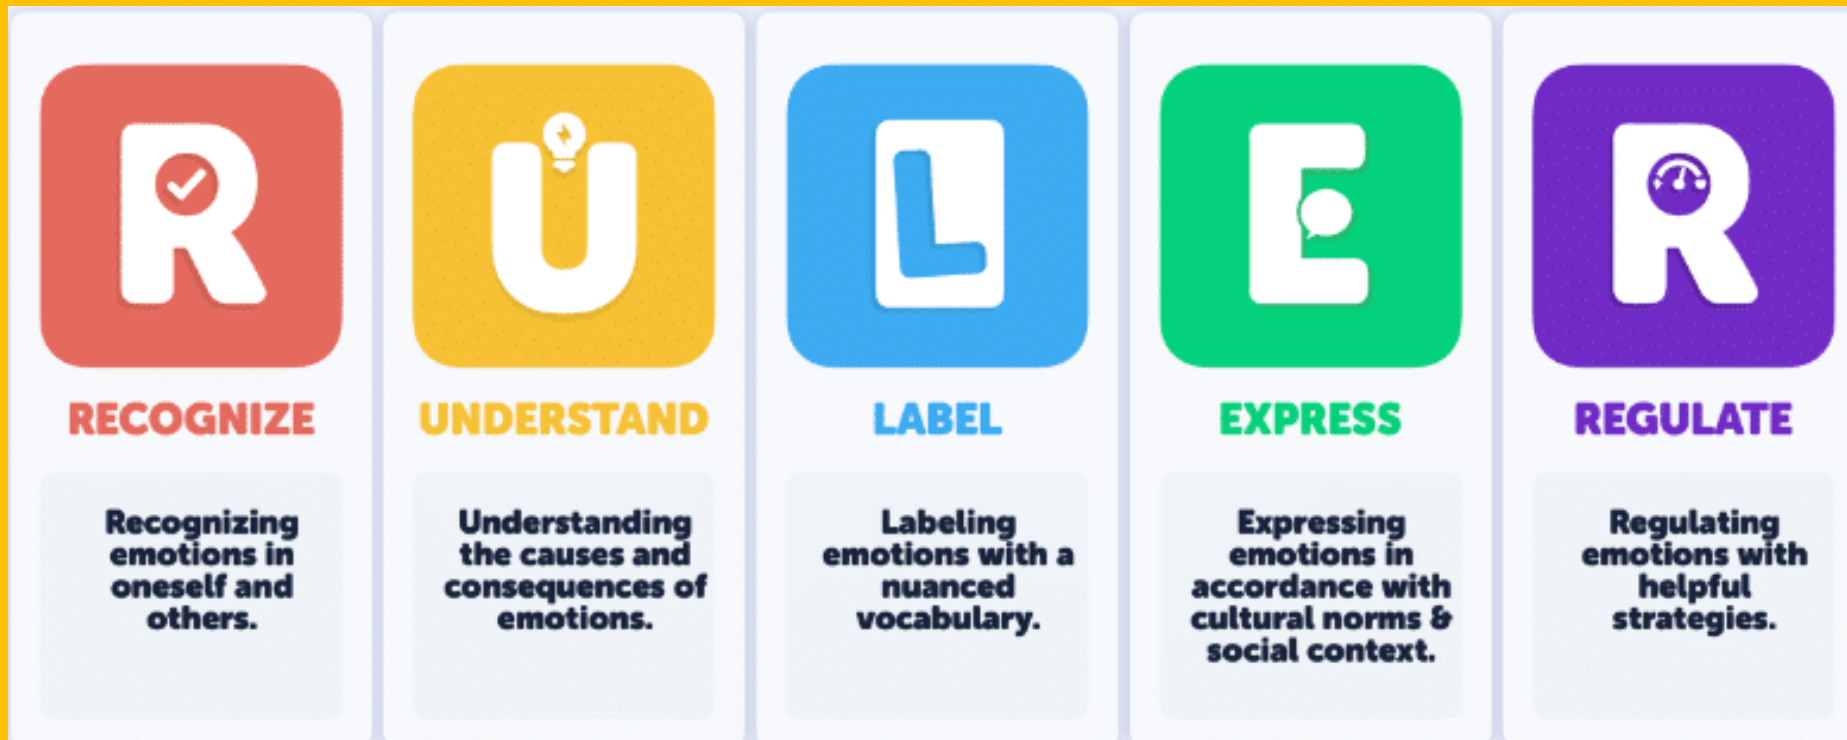 R
RECOGNIZE
Recognizing
emotions in
oneself and
others.
U
UNDERSTAND
Understanding
the causes and
consequences of
emotions.
L
LABEL
Labeling
emotions with a
nuanced
vocabulary.
E
EXPRESS
Expressing
emotions in
accordance with
cultural norms &
social context.
R
REGULATE
Regulating
emotions with
helpful
strategies.